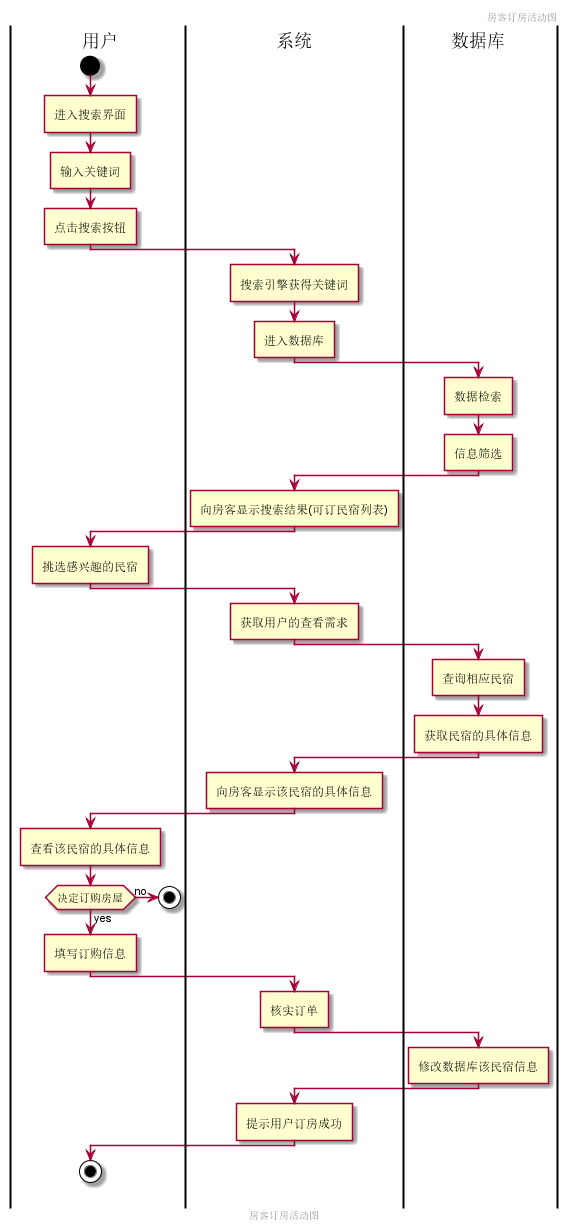 房客订房活动图
用户
系统
数据库
进入搜索界面
输入关键词
点击搜索按钮
搜索引擎获得关键词
进入数据库
数据检索
信息筛选
向房客显示搜索结果(可订民宿列表)
挑选感兴趣的民宿
获取用户的查看需求
查询相应民宿
获取民宿的具体信息
向房客显示该民宿的具体信息
查看该民宿的具体信息
决定订购房屋
no
yes
填写订购信息
核实订单
修改数据库该民宿信息
提示用户订房成功
房客订房活动图